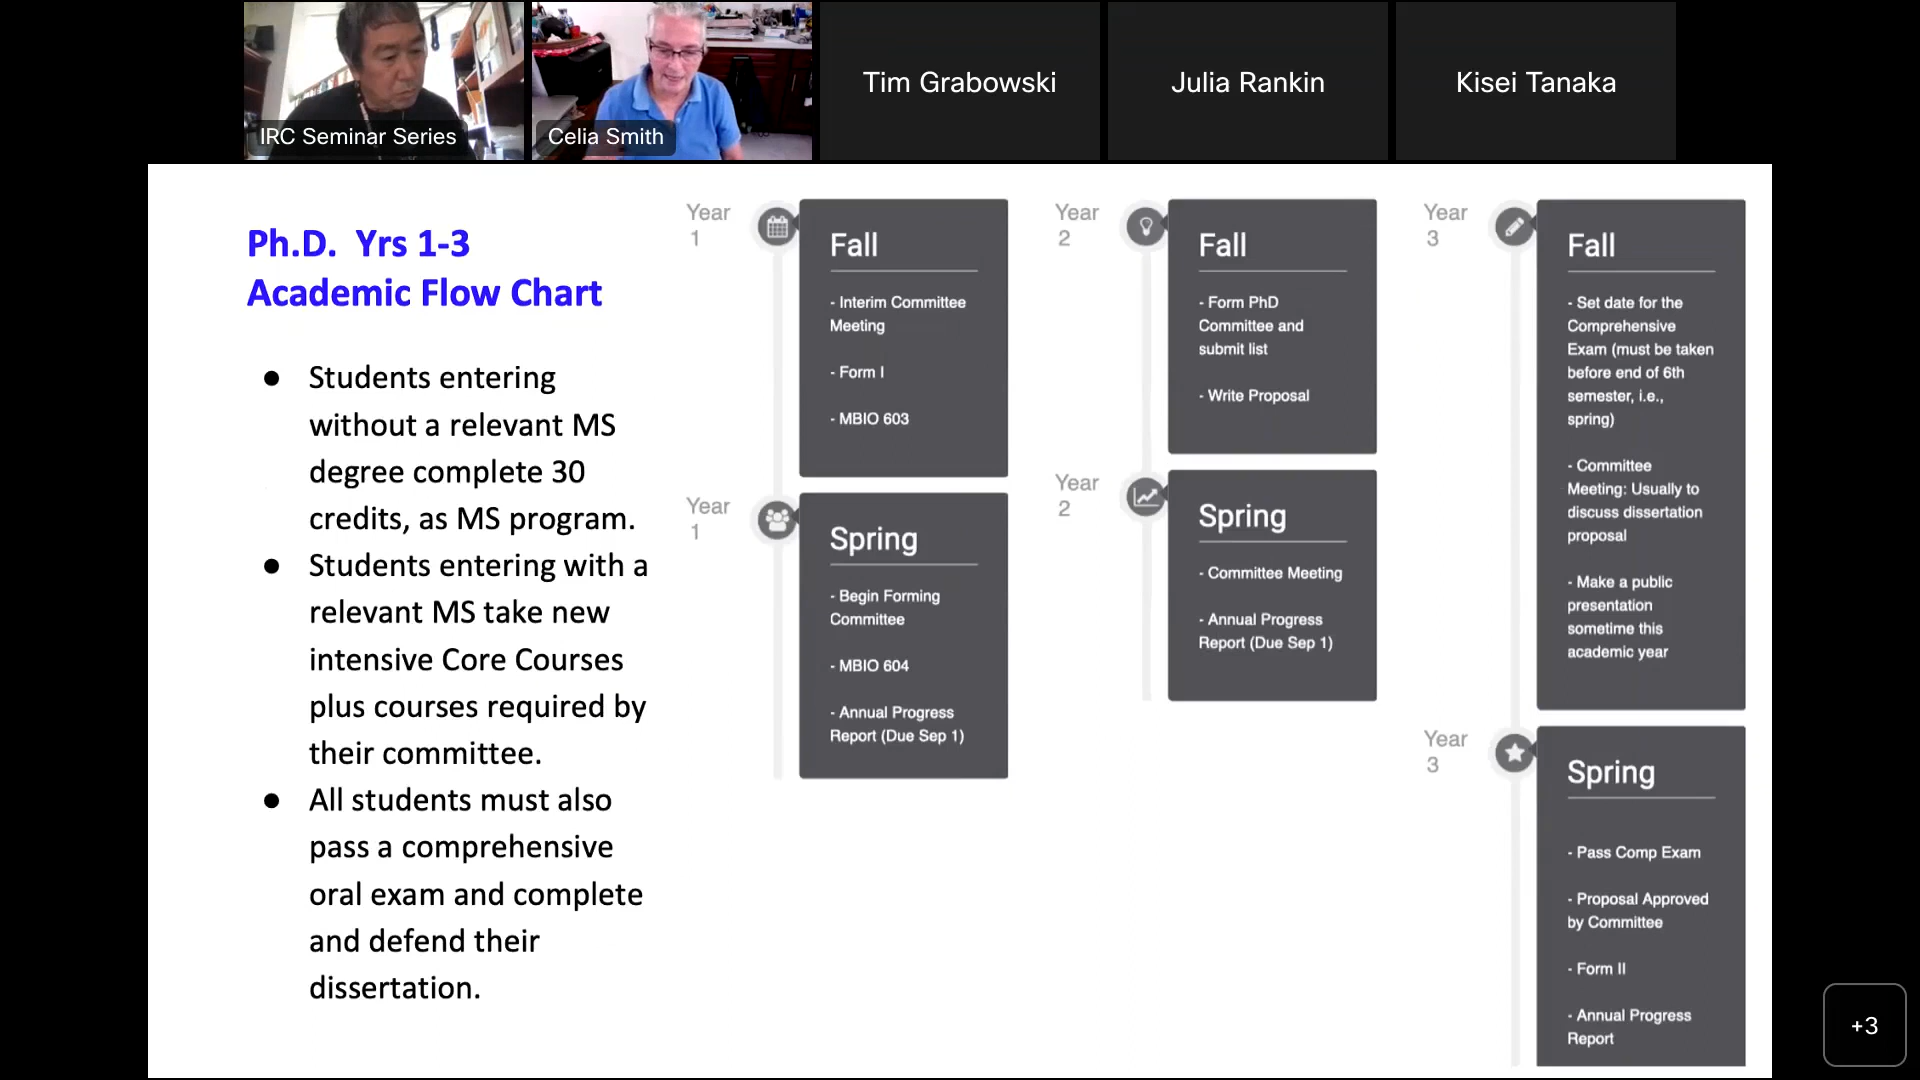 IRC Seminar Series
Celia Smith
Tim Grabowski
Julia Rankin
Kisei Tanaka
Ph.D. Yrs 1-3
Academic Flow Chart
● Students entering
without a relevant MS
degree complete 30
credits, as MS program.
● Students entering with a
relevant MS take new
intensive Core Courses
plus courses required by
their committee.
● All students must also
pass a comprehensive
oral exam and complete
and defend their
dissertation.
Year
1
Fall
- Interim Committee
Meeting
- Form I
- MBIO 603
Year
1
Spring
- Begin Forming
Committee
- MBIO 604
- Annual Progress
Report (Due Sep 1)
Year
2
Fall
- Form PhD
Committee and
submit list
- Write Proposal
Year
2
Spring
- Committee Meeting
- Annual Progress
Report (Due Sep 1)
Year
3
Fall
- Set date for the
Comprehensive
Exam (must be taken
before end of 6th
semester, i.e.,
spring)
- Committee
Meeting: Usually to
discuss dissertation
proposal
- Make a public
presentation
sometime this
academic year
Year
3
Spring
- Pass Comp Exam
- Proposal Approved
by Committee
- Form II
- Annual Progress
Report
+3